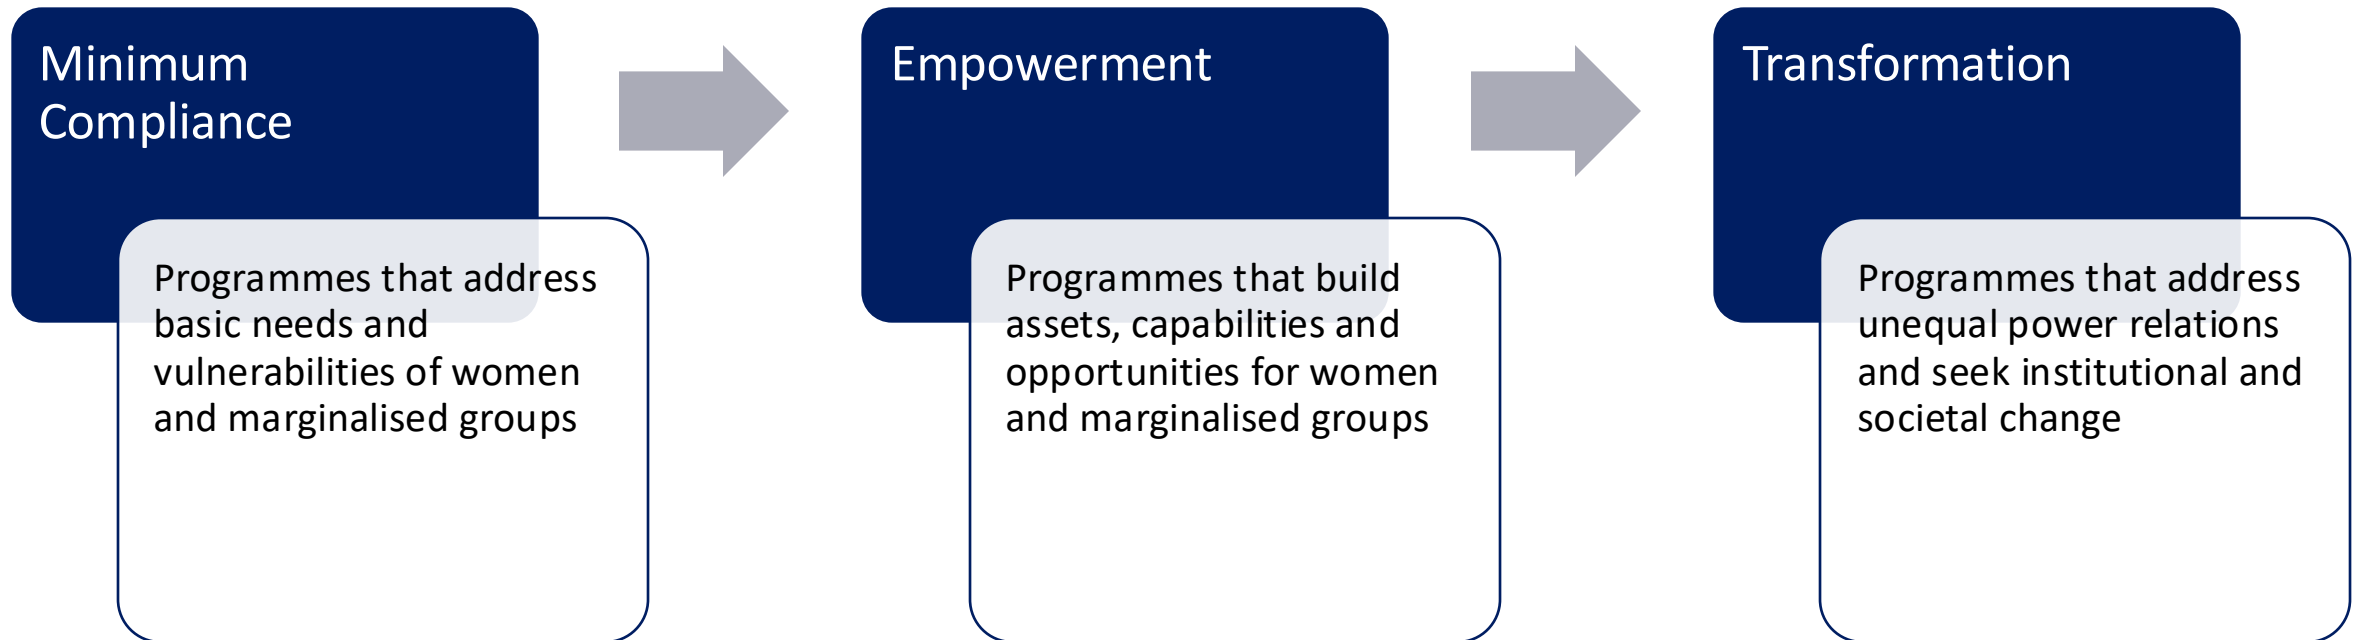 Minimum
Compliance
Programmes that address
basic needs and
vulnerabilities of women
and marginalised groups
Empowerment
Programmes that build
assets, capabilities and
opportunities for women
and marginalised groups
Transformation
Programmes that address
unequal power relations
and seek institutional and
societal change